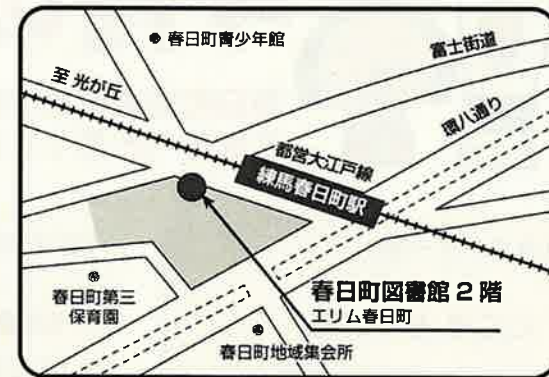 春日町青少年館
富士街道
至 光が丘
環八通り
都営大江戸線
練馬春日町駅
春日町図書館 2 階
エリム春日町
春日町第三
保育園
春日町地域集会所